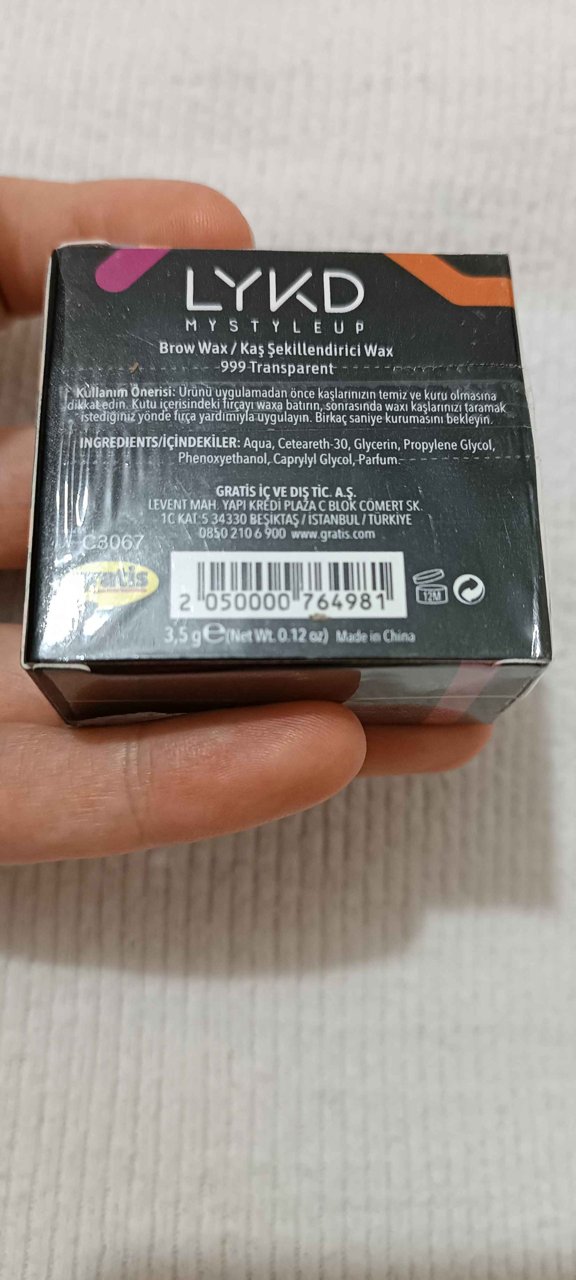 LYKD
MYSTYLEUP
Brow Wax / Kaş Şekillendirici Wax
999 Transparent
Kullanım Önerisi: Ürünü uygulamadan önce kaşlarınızın temiz ve kuru olmasına
dikkat edin. Kutu içerisindeki fırçayı waxa batırın, sonrasında waxı kaşlarınızı taramak
istediğiniz yönde fırça yardımıyla uygulayın. Birkaç saniye kurumasını bekleyin.
INGREDIENTS/İÇİNDEKİLER: Aqua, Ceteareth-30, Glycerin, Propylene Glycol,
Phenoxyethanol, Caprylyl Glycol, Parfum.
GRATİS İÇ VE DIŞ TİC. A.Ş.
LEVENT MAH. YAPI KREDİ PLAZA C BLOK CÖMERT SK.
1C KAT:5 34330 BEŞİKTAŞ / İSTANBUL / TÜRKİYE
0850 210 6 900 www.gratis.com
C3067
gratis
2 050000 764981
12M
3,5 g e (Net Wt. 0.12 oz) Made in China